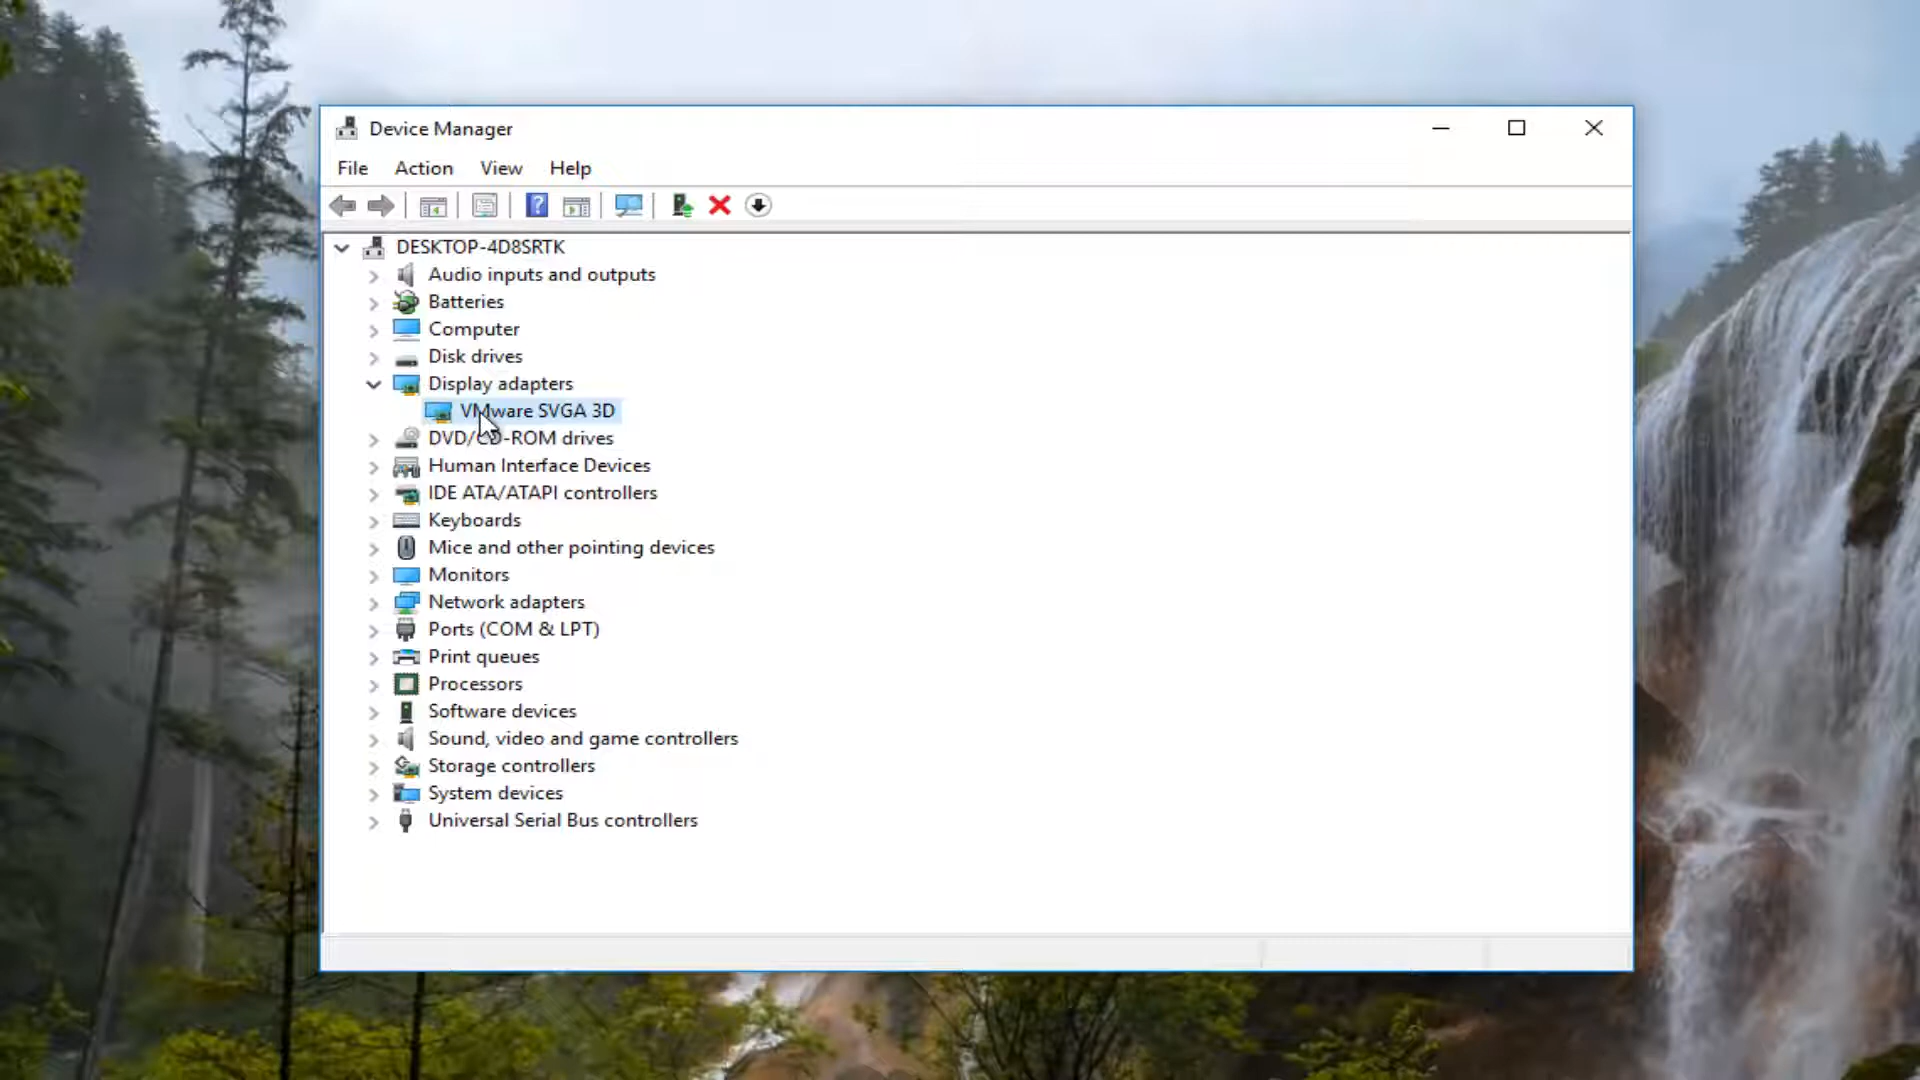 Device Manager
File Action View Help
?
DESKTOP-4D8SRTK
Audio inputs and outputs
Batteries
Computer
Disk drives
Display adapters
VMware SVGA 3D
DVD/CD-ROM drives
Human Interface Devices
IDE ATA/ATAPI controllers
Keyboards
Mice and other pointing devices
Monitors
Network adapters
Ports (COM & LPT)
Print queues
Processors
Software devices
Sound, video and game controllers
Storage controllers
System devices
Universal Serial Bus controllers